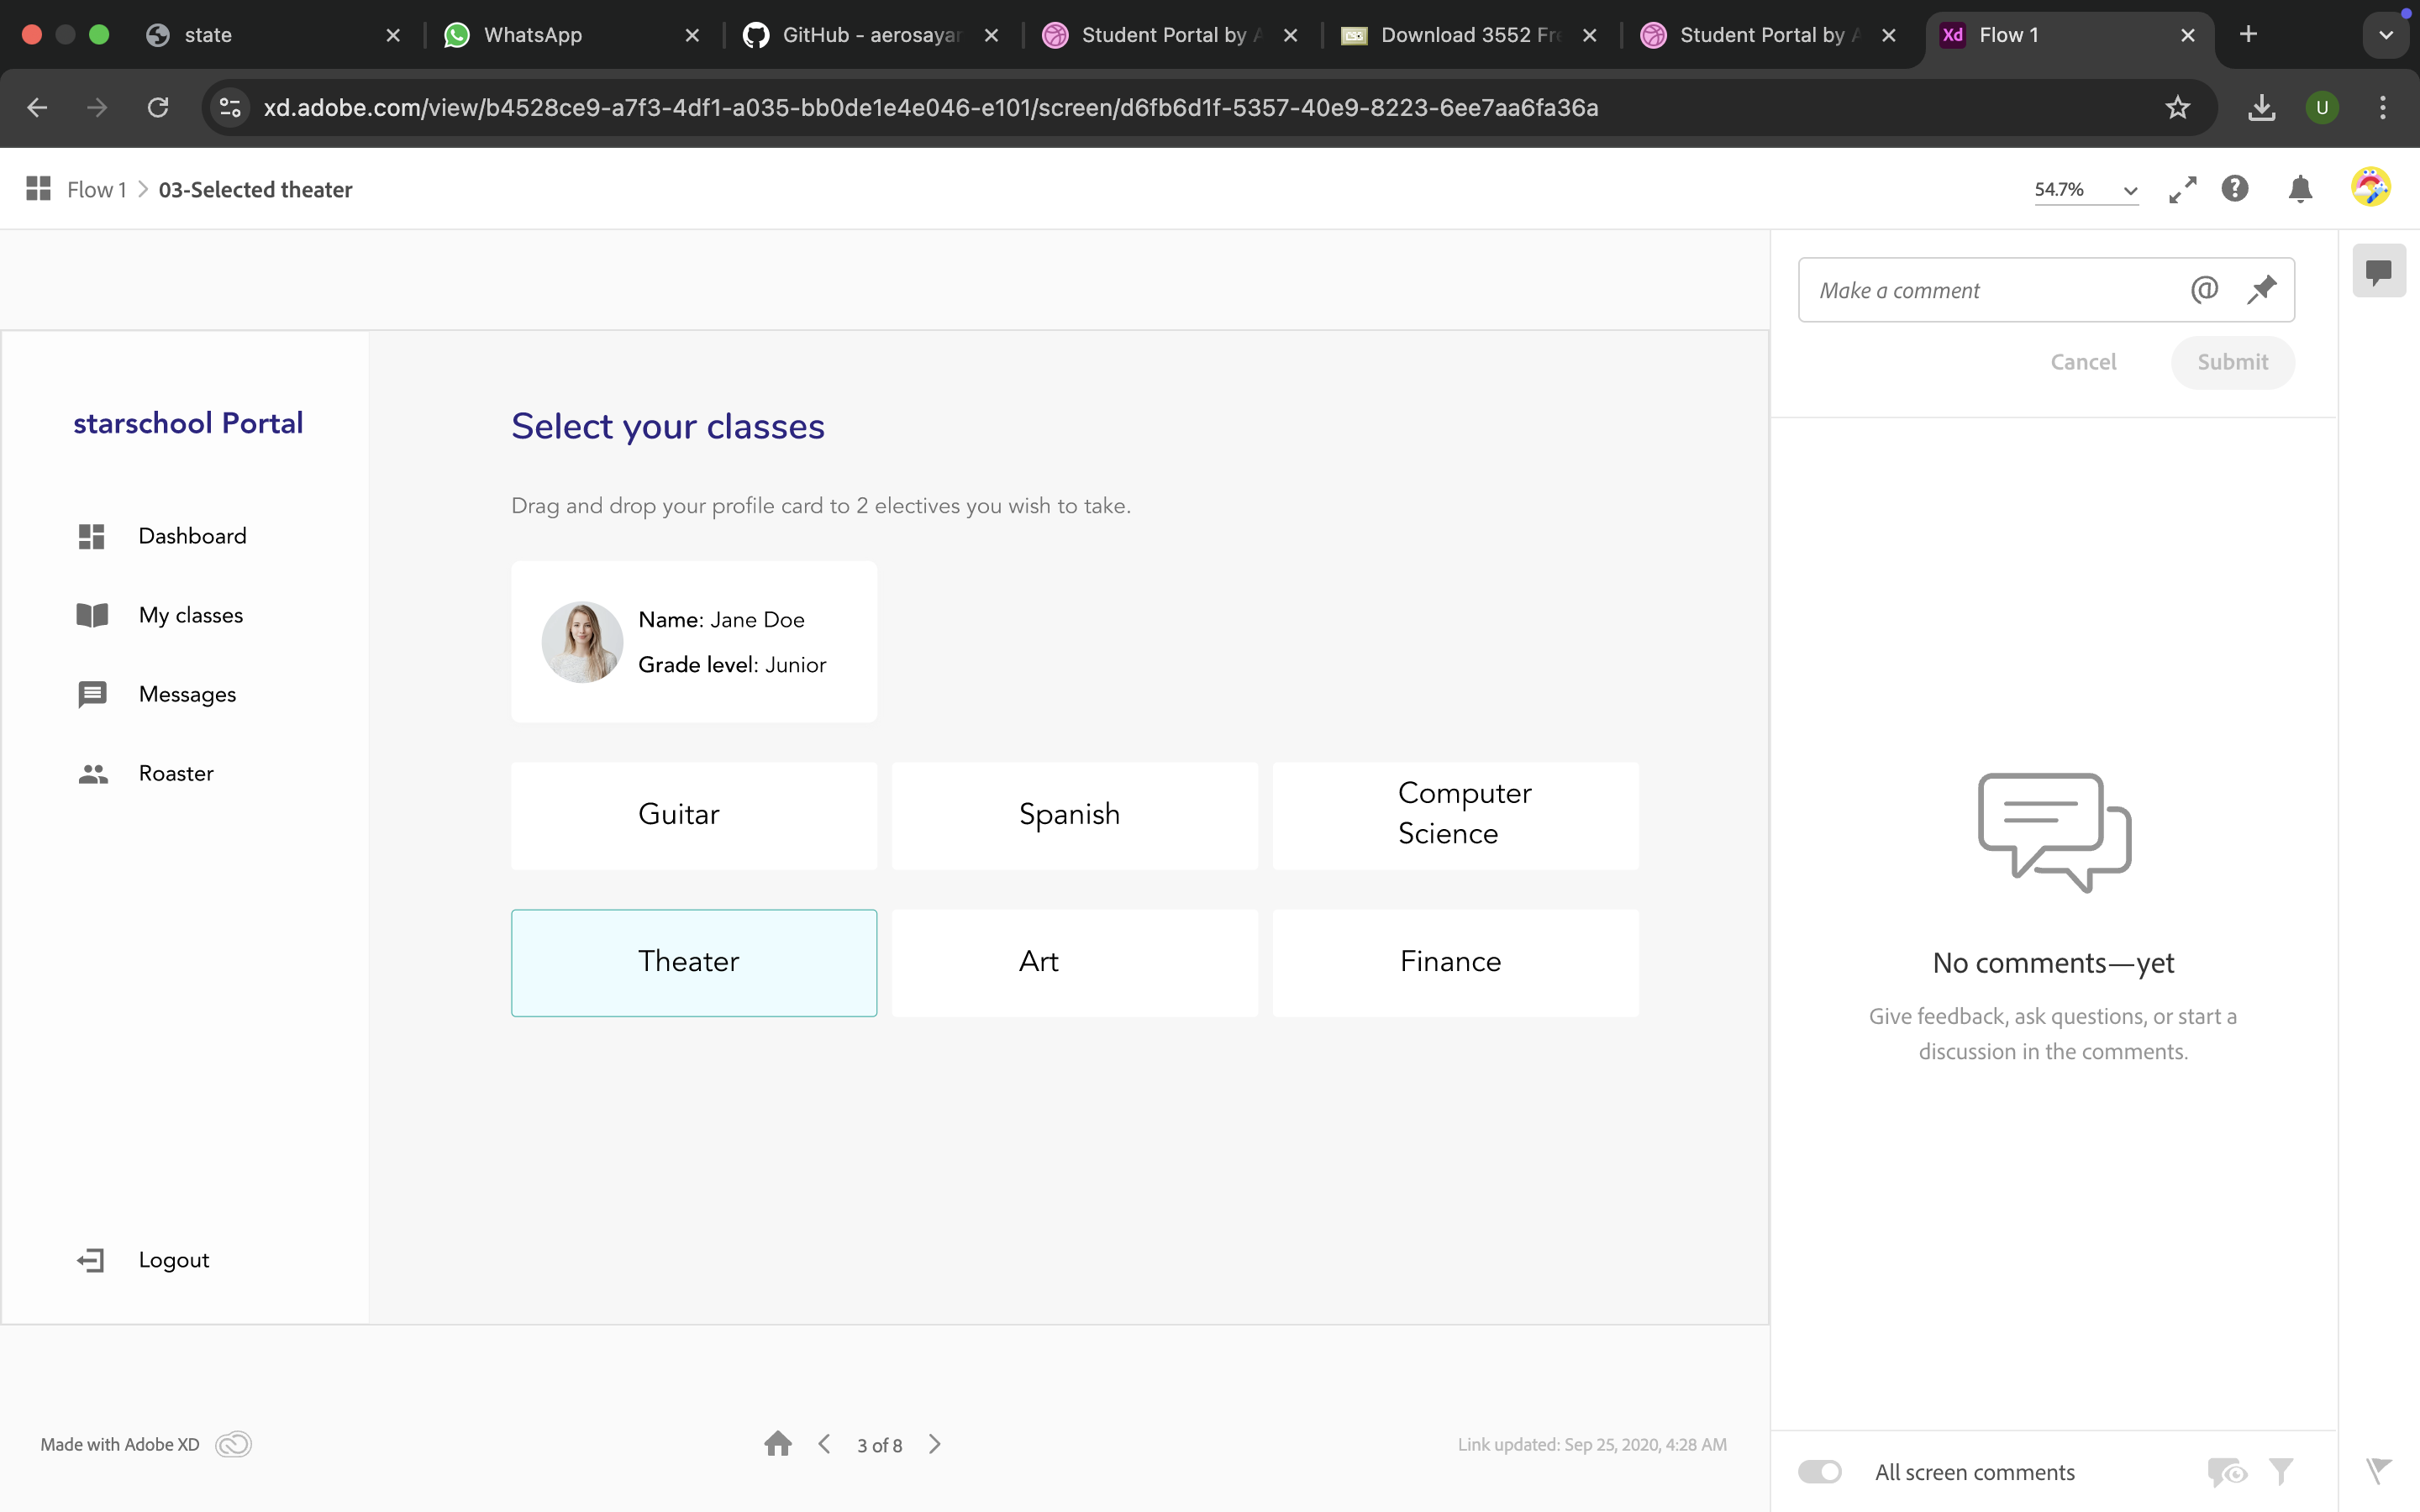 state
WhatsApp
GitHub - aerosayan
Student Portal by A
Download 3552 Fre
Student Portal by A
Xd Flow 1
xd.adobe.com/view/b4528ce9-a7f3-4df1-a035-bb0de1e4e046-e101/screen/d6fb6d1f-5357-40e9-8223-6ee7aa6fa36a
U
Flow 1 > 03-Selected theater
54.7%
Make a comment
Cancel
Submit
starschool Portal
Dashboard
My classes
Messages
Roaster
Logout
Select your classes
Drag and drop your profile card to 2 electives you wish to take.
Name: Jane Doe
Grade level: Junior
Guitar
Spanish
Computer
Science
Theater
Art
Finance
No comments—yet
Give feedback, ask questions, or start a
discussion in the comments.
Made with Adobe XD
3 of 8
Link updated: Sep 25, 2020, 4:28 AM
All screen comments